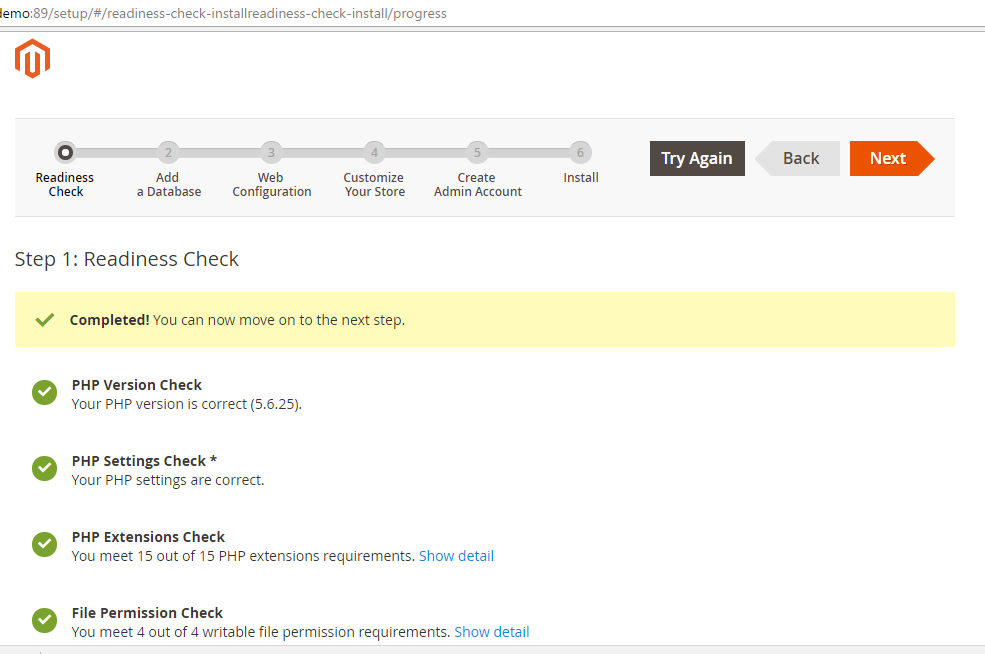 demo:89/setup/#/readiness-check-installreadiness-check-install/progress
2 3 4 5 6
Readiness Check
Add a Database
Web Configuration
Customize Your Store
Create Admin Account
Install
Try Again
Back
Next
Step 1: Readiness Check
Completed! You can now move on to the next step.
PHP Version Check
Your PHP version is correct (5.6.25).
PHP Settings Check *
Your PHP settings are correct.
PHP Extensions Check
You meet 15 out of 15 PHP extensions requirements. Show detail
File Permission Check
You meet 4 out of 4 writable file permission requirements. Show detail